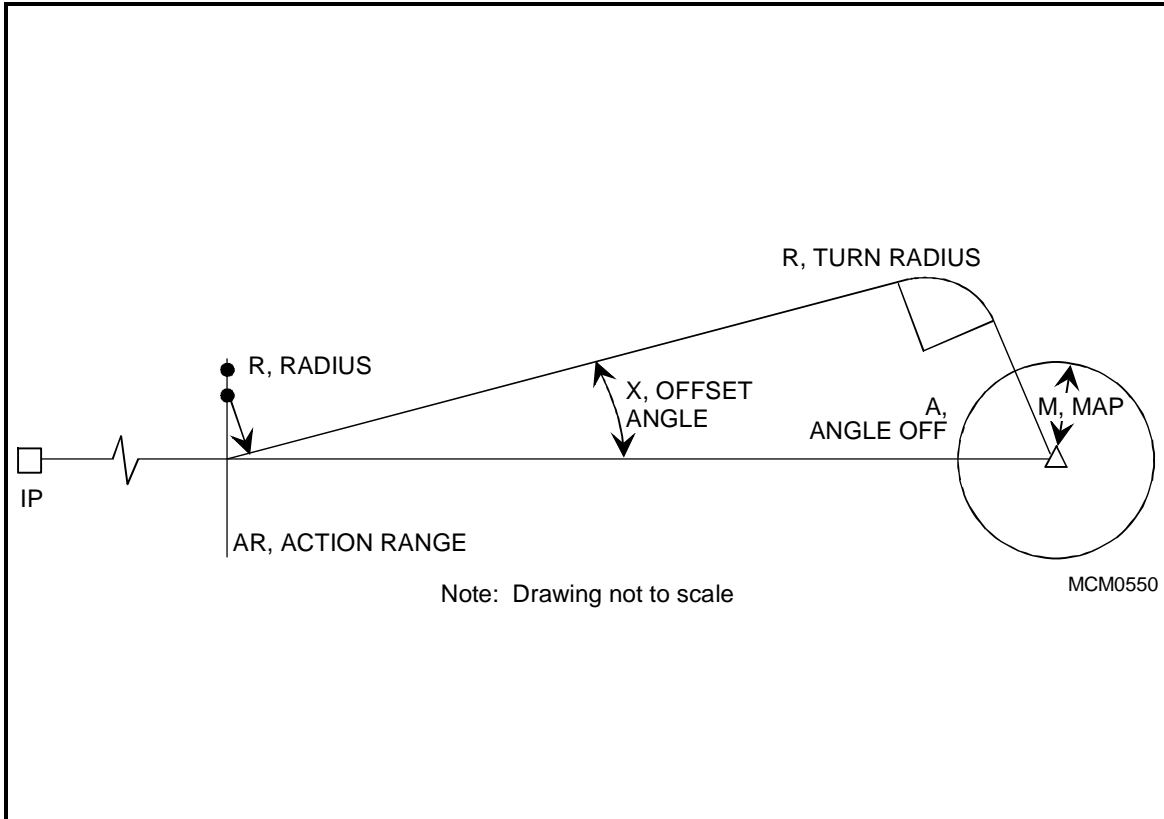 R, TURN RADIUS
R, RADIUS
X, OFFSET
ANGLE
A,
ANGLE OFF
M, MAP
IP
AR, ACTION RANGE
Note: Drawing not to scale
MCM0550